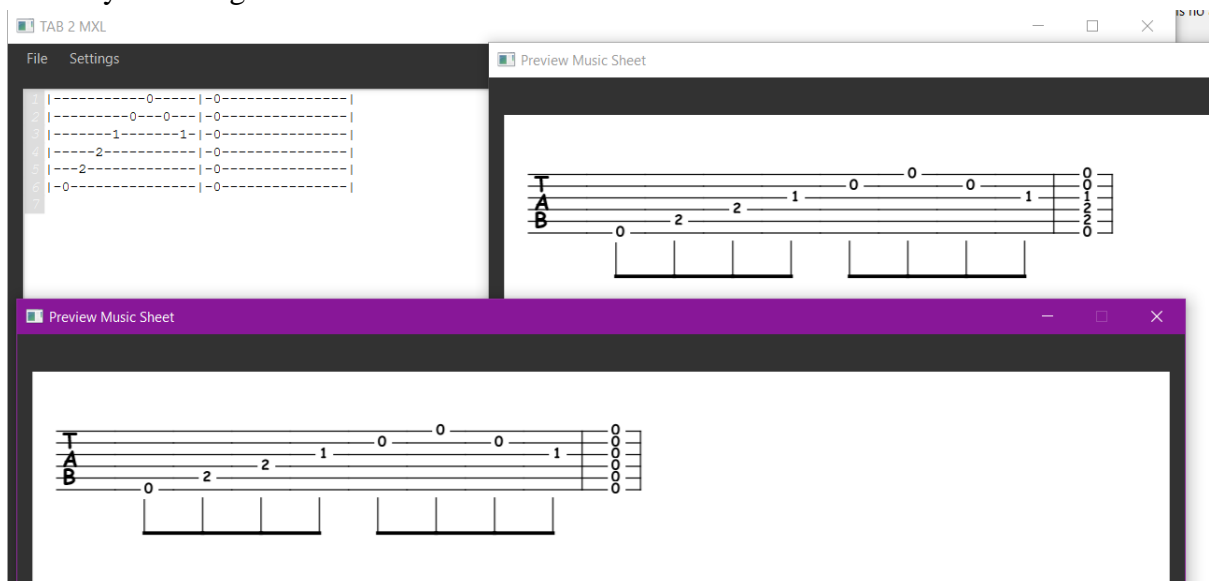 is no
TAB 2 MXL
File Settings
1 |-----------0-----|-0---------------|
2 |---------0---0---|-0---------------|
3 |-------1-------1-|-0---------------|
4 |-----2-----------|-0---------------|
5 |---2-------------|-0---------------|
6 |-0---------------|-0---------------|
7
Preview Music Sheet
0 0
T 0 0 0
A 1 1 1
2 2
B 2 2
0 0
Preview Music Sheet
0 0
T 0 0 0
A 1 1 0
2 0
B 2 0
0 0